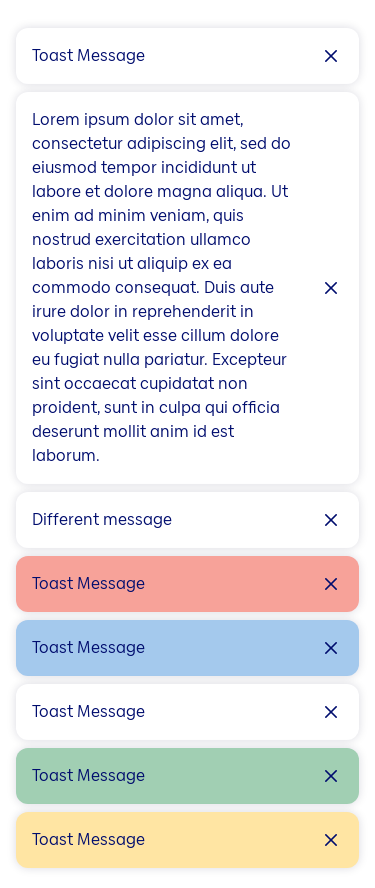 Toast Message
Lorem ipsum dolor sit amet,
consectetur adipiscing elit, sed do
eiusmod tempor incididunt ut
labore et dolore magna aliqua. Ut
enim ad minim veniam, quis
nostrud exercitation ullamco
laboris nisi ut aliquip ex ea
commodo consequat. Duis aute
irure dolor in reprehenderit in
voluptate velit esse cillum dolore
eu fugiat nulla pariatur. Excepteur
sint occaecat cupidatat non
proident, sunt in culpa qui officia
deserunt mollit anim id est
laborum.
Different message
Toast Message
Toast Message
Toast Message
Toast Message
Toast Message